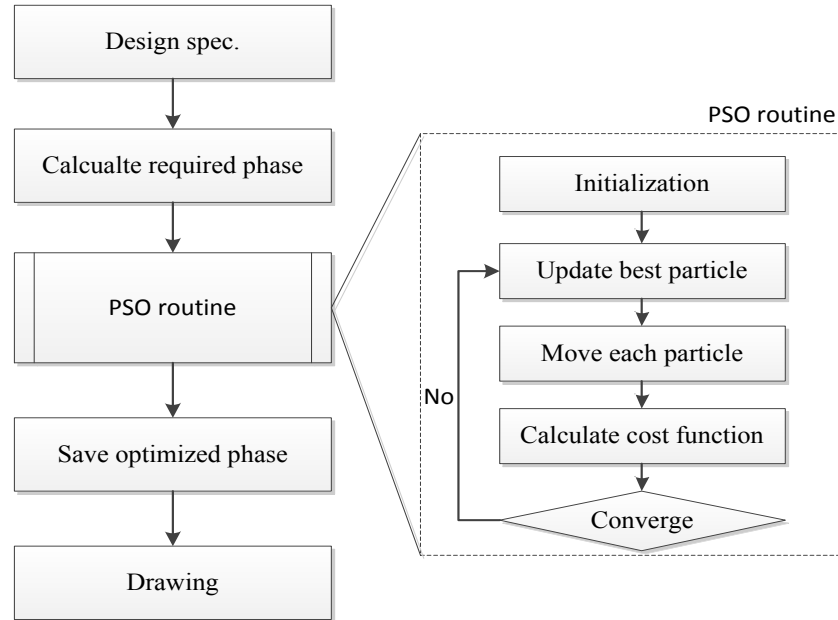 Design spec.
Calcualte required phase
PSO routine
Save optimized phase
Drawing
PSO routine
Initialization
Update best particle
Move each particle
No
Calculate cost function
Converge